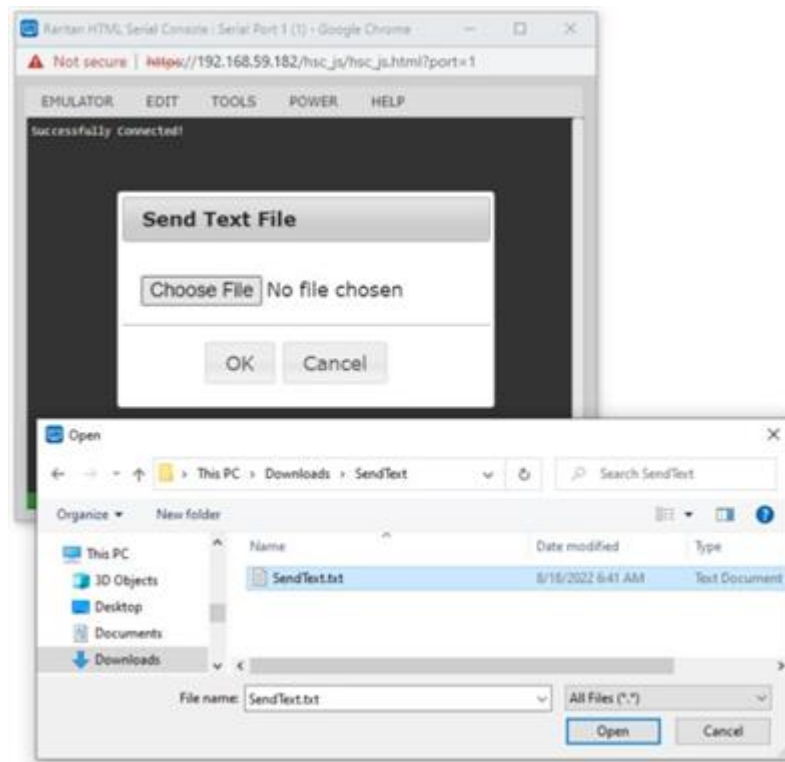 Raritan HTML Serial Console : Serial Port 1 (1) - Google Chrome
Not secure | https://192.168.59.182/hsc_js/hsc_js.html?port=1
EMULATOR EDIT TOOLS POWER HELP
Successfully Connected!
Send Text File
Choose File No file chosen
OK Cancel
Open
This PC > Downloads > SendText Search SendText
Organize New folder
Name Date modified Type
This PC
SendText.txt 8/18/2022 6:41 AM Text Document
3D Objects
Desktop
Documents
Downloads
File name: SendText.txt All Files (*.*)
Open Cancel